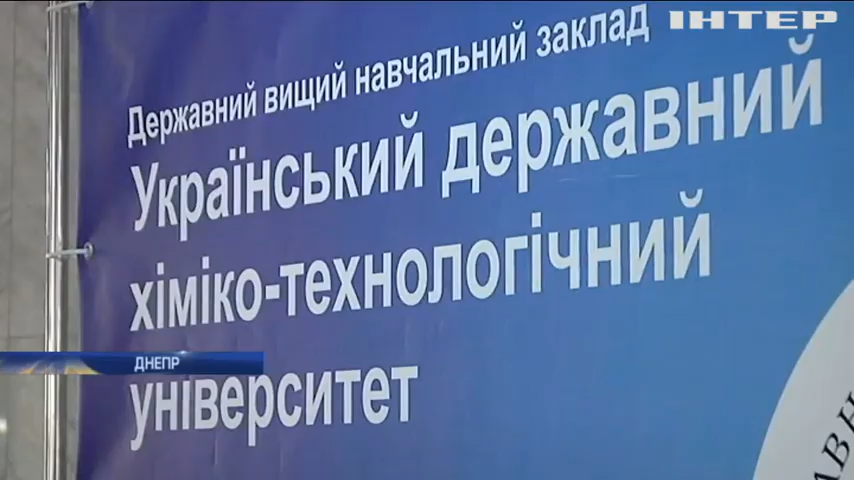 ІНТЕР
Державний вищий навчальний заклад
Український державний
хіміко-технологічний
ДНЕПР
університет